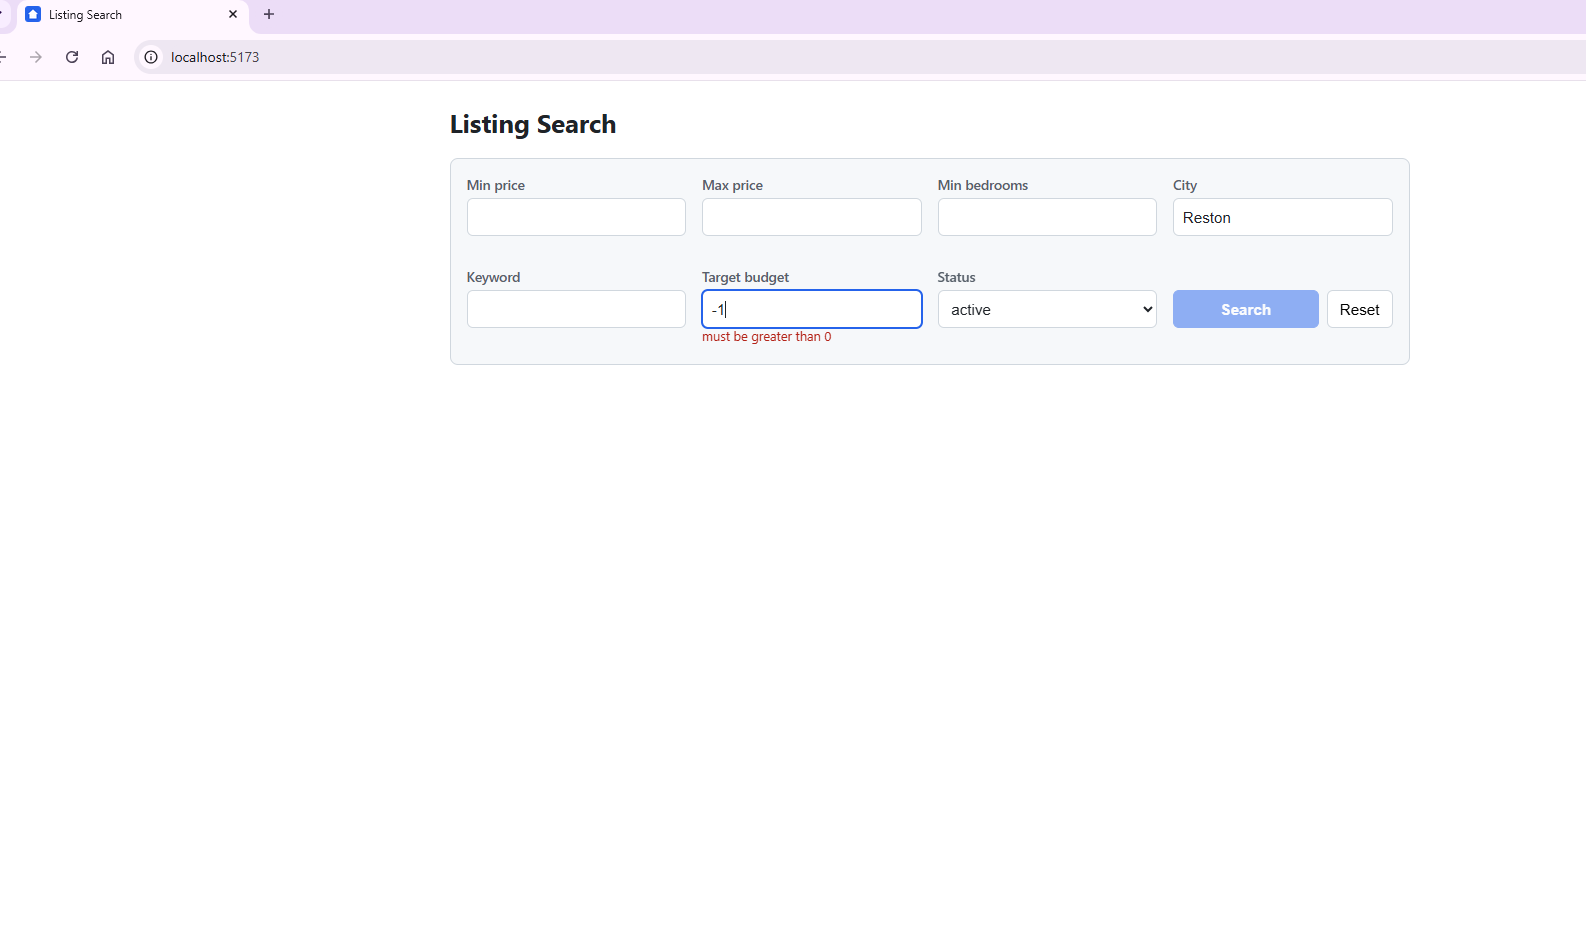 Listing Search
localhost:5173
Listing Search
Min price
Max price
Min bedrooms
City
Reston
Keyword
Target budget
Status
-1
active
Search
Reset
must be greater than 0